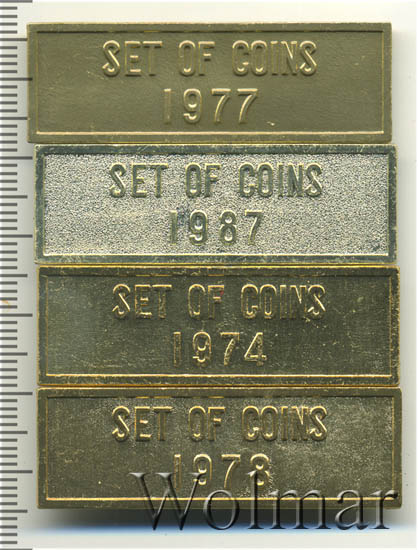 SET OF COINS
1977
SET OF COINS
1987
SET OF COINS
1974
SET OF COINS
1978
Wolmar